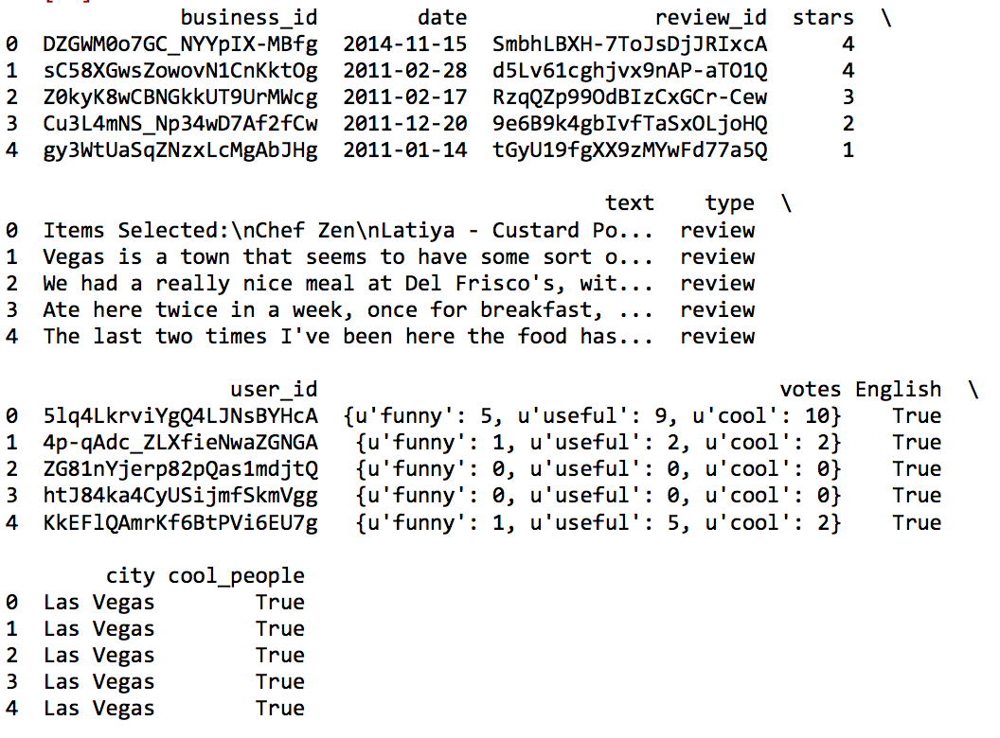 business_id date review_id stars \
0 DZGWM0o7GC_NYYpIX-MBfg 2014-11-15 SmbhLBXH-7ToJsDjJRIxcA 4
1 sC58XGwsZowovN1CnKktOg 2011-02-28 d5Lv61cghjvx9nAP-aTO1Q 4
2 Z0kyK8wCBNGkkUT9UrMWcg 2011-02-17 RzqQZp99OdBIzCxGCr-Cew 3
3 Cu3L4mNS_Np34wD7Af2fCw 2011-12-20 9e6B9k4gbIvfTaSxOLjoHQ 2
4 gy3WtUaSqZNzxLcMgAbJHg 2011-01-14 tGyU19fgXX9zMYwFd77a5Q 1
text type \
0 Items Selected:\nChef Zen\nLatiya - Custard Po... review
1 Vegas is a town that seems to have some sort o... review
2 We had a really nice meal at Del Frisco's, wit... review
3 Ate here twice in a week, once for breakfast, ... review
4 The last two times I've been here the food has... review
user_id votes English \
0 5lq4LkrviYgQ4LJNsBYHcA {u'funny': 5, u'useful': 9, u'cool': 10} True
1 4p-qAdc_ZLXfieNwaZGNGA {u'funny': 1, u'useful': 2, u'cool': 2} True
2 ZG81nYjerp82pQas1mdjtQ {u'funny': 0, u'useful': 0, u'cool': 0} True
3 htJ84ka4CyUSijmfSkmVgg {u'funny': 0, u'useful': 0, u'cool': 0} True
4 KkEFlQAmrKf6BtPVi6EU7g {u'funny': 1, u'useful': 5, u'cool': 2} True
city cool_people
0 Las Vegas True
1 Las Vegas True
2 Las Vegas True
3 Las Vegas True
4 Las Vegas True